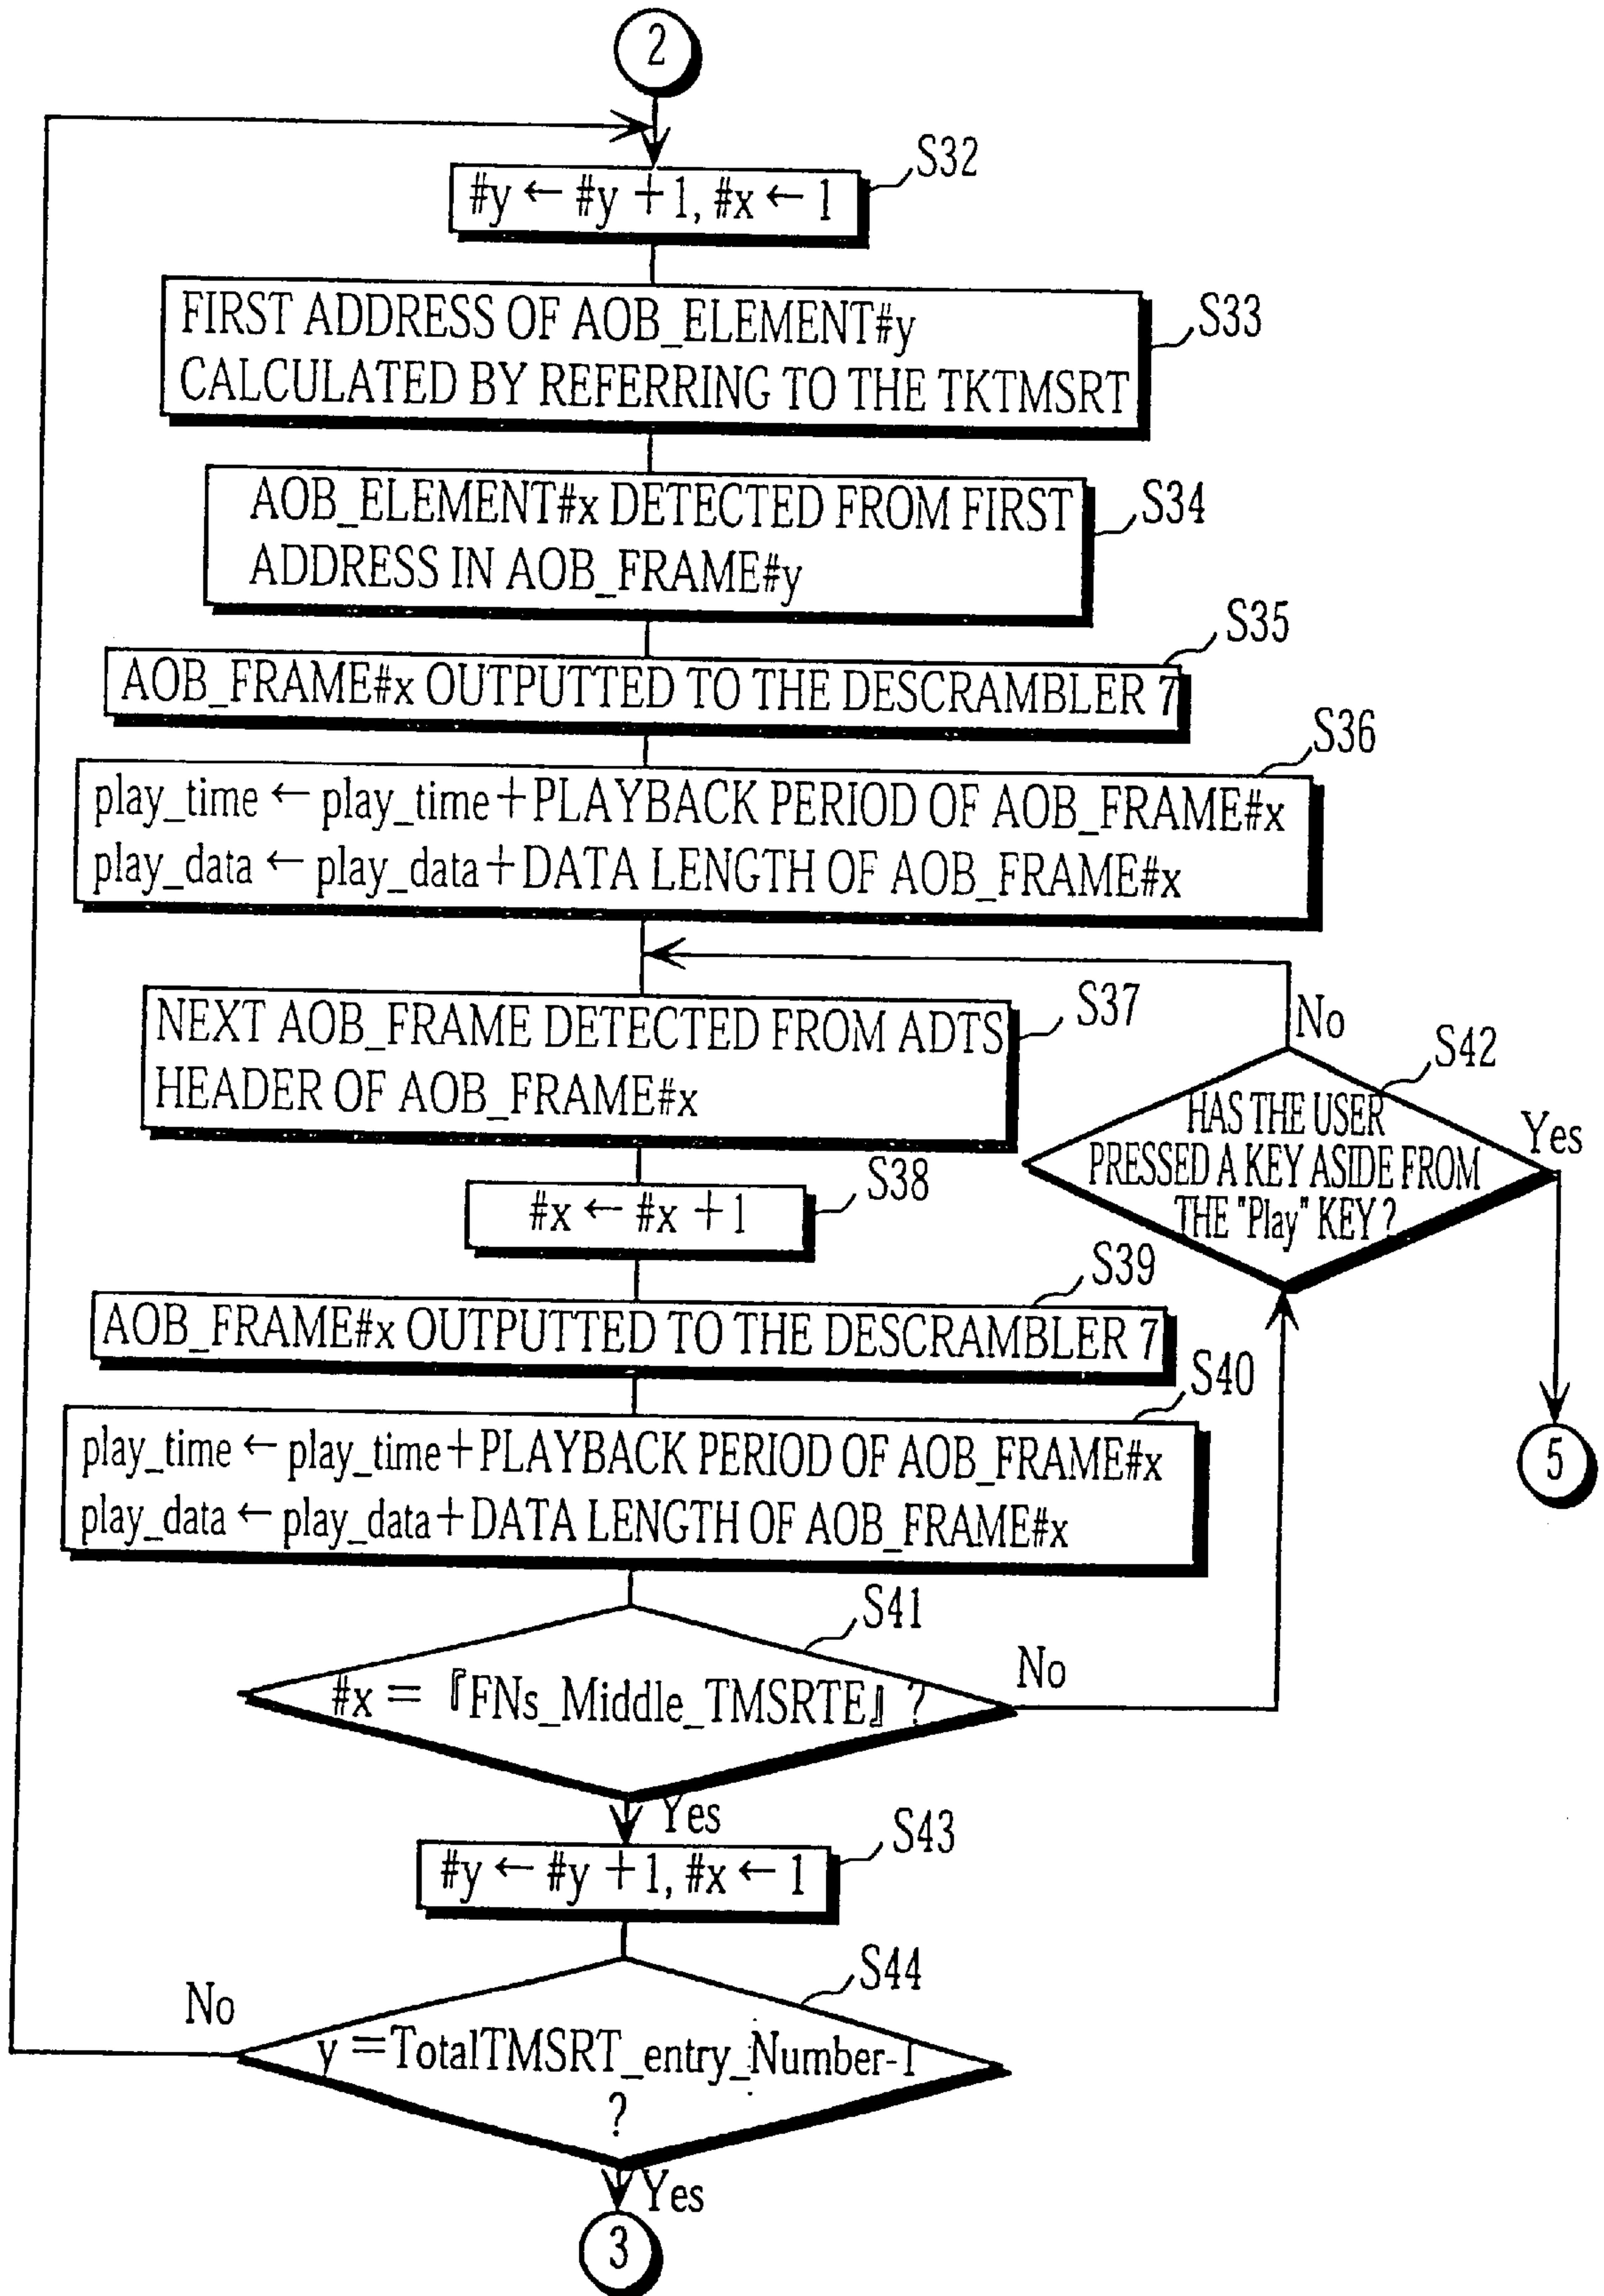 2
S32
#y ← #y + 1, #x ← 1
S33
FIRST ADDRESS OF AOB_ELEMENT#y
CALCULATED BY REFERRING TO THE TKTMSRT
S34
AOB_ELEMENT#x DETECTED FROM FIRST
ADDRESS IN AOB_FRAME#y
S35
AOB_FRAME#x OUTPUTTED TO THE DESCRAMBLER 7
S36
play_time ← play_time+PLAYBACK PERIOD OF AOB_FRAME#x
play_data ← play_data+DATA LENGTH OF AOB_FRAME#x
S37
NEXT AOB_FRAME DETECTED FROM ADTS
HEADER OF AOB_FRAME#x
No
S42
HAS THE USER
PRESSED A KEY ASIDE FROM
THE "Play" KEY ?
Yes
S38
#x ← #x + 1
S39
AOB_FRAME#x OUTPUTTED TO THE DESCRAMBLER 7
S40
play_time ← play_time+PLAYBACK PERIOD OF AOB_FRAME#x
play_data ← play_data+DATA LENGTH OF AOB_FRAME#x
5
S41
#x = 『FNs_Middle_TMSRTE』 ?
No
Yes
S43
#y ← #y + 1, #x ← 1
S44
No
y =TotalTMSRT_entry_Number-1
?
Yes
3